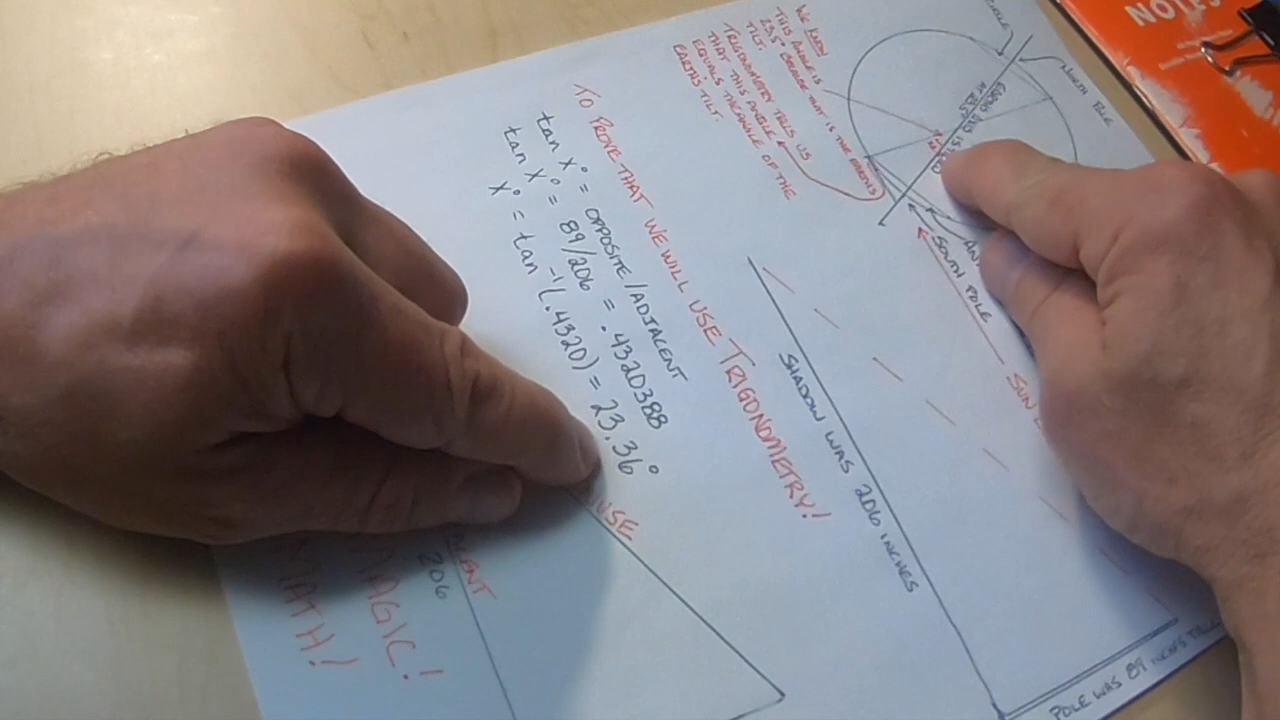 NOTES
NORTH POLE
WE KNOW
THIS ANGLE IS
23.5° BECAUSE THAT IS THE EARTH'S
TILT.
TRIGONOMETRY TELLS US
THAT THIS ANGLE
EQUALS THE ANGLE OF THE
EARTH'S TILT.
SOUTH POLE
SUN
TO PROVE THAT WE WILL USE TRIGONOMETRY!
tan X° = OPPOSITE/ADJACENT
tan X° = 89/206 = .4320388
X° = tan⁻¹(.4320) = 23.36°
SHADOW WAS 206 INCHES
POLE WAS 89 INCHES TALL
206
MAGIC!
MATH!